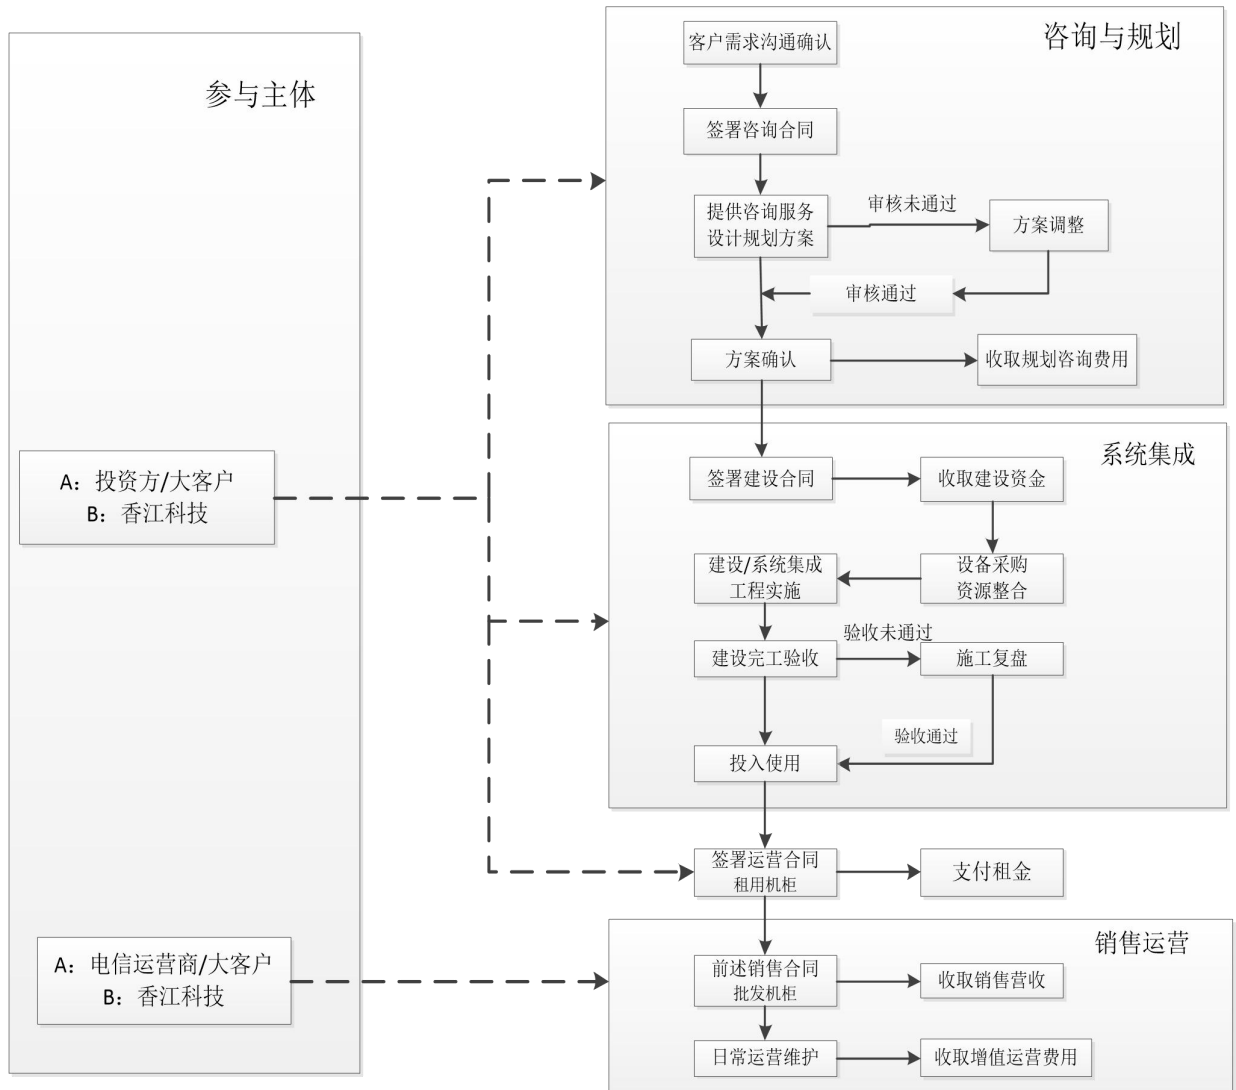 参与主体
A：投资方/大客户
B：香江科技
A：电信运营商/大客户
B：香江科技
咨询与规划
客户需求沟通确认
签署咨询合同
提供咨询服务
设计规划方案
审核未通过
方案调整
审核通过
方案确认
收取规划咨询费用
系统集成
签署建设合同
收取建设资金
设备采购
资源整合
建设/系统集成
工程实施
建设完工验收
验收未通过
施工复盘
验收通过
投入使用
签署运营合同
租用机柜
支付租金
销售运营
前述销售合同
批发机柜
收取销售营收
日常运营维护
收取增值运营费用